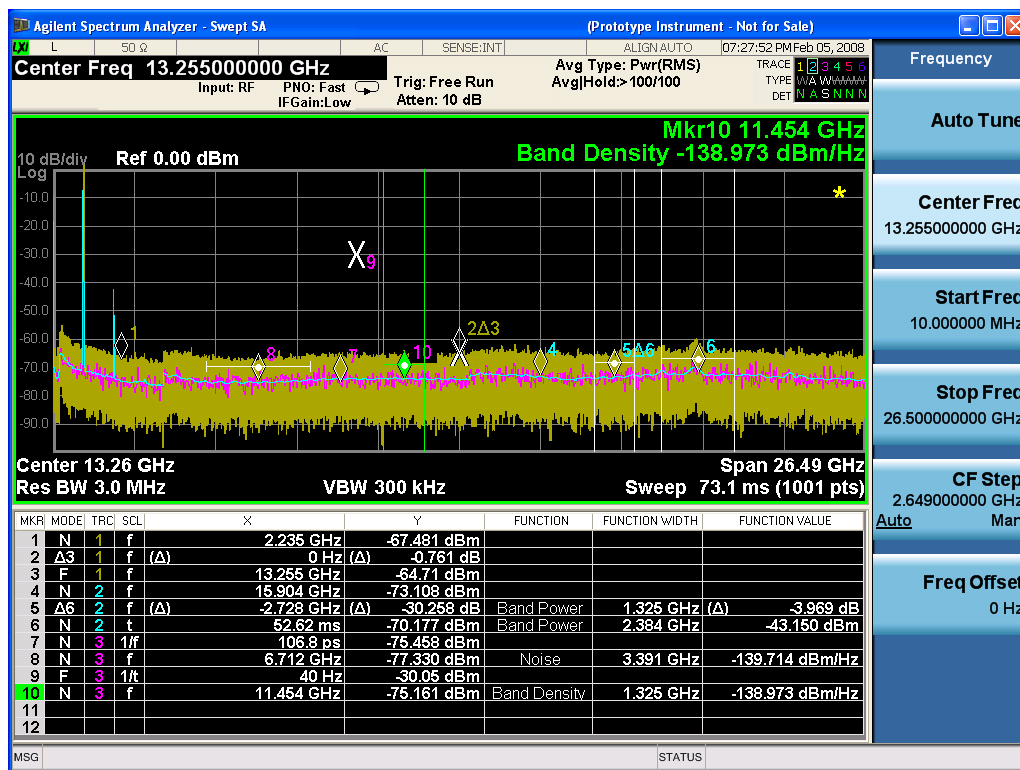 Agilent Spectrum Analyzer - Swept SA (Prototype Instrument - Not for Sale)
LXI L 50 Ω AC SENSE:INT ALIGN AUTO 07:27:52 PM Feb 05, 2008
Center Freq 13.255000000 GHz
Input: RF PNO: Fast IFGain:Low
Trig: Free Run
Atten: 10 dB
Avg Type: Pwr(RMS)
Avg|Hold:>100/100
TRACE 1 2 3 4 5 6
TYPE W A W W W W
DET N A S N N N
Mkr10 11.454 GHz
Band Density -138.973 dBm/Hz
10 dB/div Ref 0.00 dBm
Log
-10.0
-20.0
-30.0
-40.0
-50.0
-60.0
-70.0
-80.0
-90.0
*
X9
1
2Δ3
8
7
10
4
5Δ6
6
Center 13.26 GHz Span 26.49 GHz
Res BW 3.0 MHz VBW 300 kHz Sweep 73.1 ms (1001 pts)
MKR MODE TRC SCL X Y FUNCTION FUNCTION WIDTH FUNCTION VALUE
1 N 1 f 2.235 GHz -67.481 dBm
2 Δ3 1 f (Δ) 0 Hz (Δ) -0.761 dB
3 F 1 f 13.255 GHz -64.71 dBm
4 N 2 f 15.904 GHz -73.108 dBm
5 Δ6 2 f (Δ) -2.728 GHz (Δ) -30.258 dB Band Power 1.325 GHz (Δ) -3.969 dB
6 N 2 t 52.62 ms -70.177 dBm Band Power 2.384 GHz -43.150 dBm
7 N 3 1/f 106.8 ps -75.458 dBm
8 N 3 f 6.712 GHz -77.330 dBm Noise 3.391 GHz -139.714 dBm/Hz
9 F 3 1/t 40 Hz -30.05 dBm
10 N 3 f 11.454 GHz -75.161 dBm Band Density 1.325 GHz -138.973 dBm/Hz
11
12
MSG STATUS
Frequency
Auto Tune
Center Freq
13.255000000 GHz
Start Freq
10.000000 MHz
Stop Freq
26.500000000 GHz
CF Step
2.649000000 GHz
Auto Man
Freq Offset
0 Hz